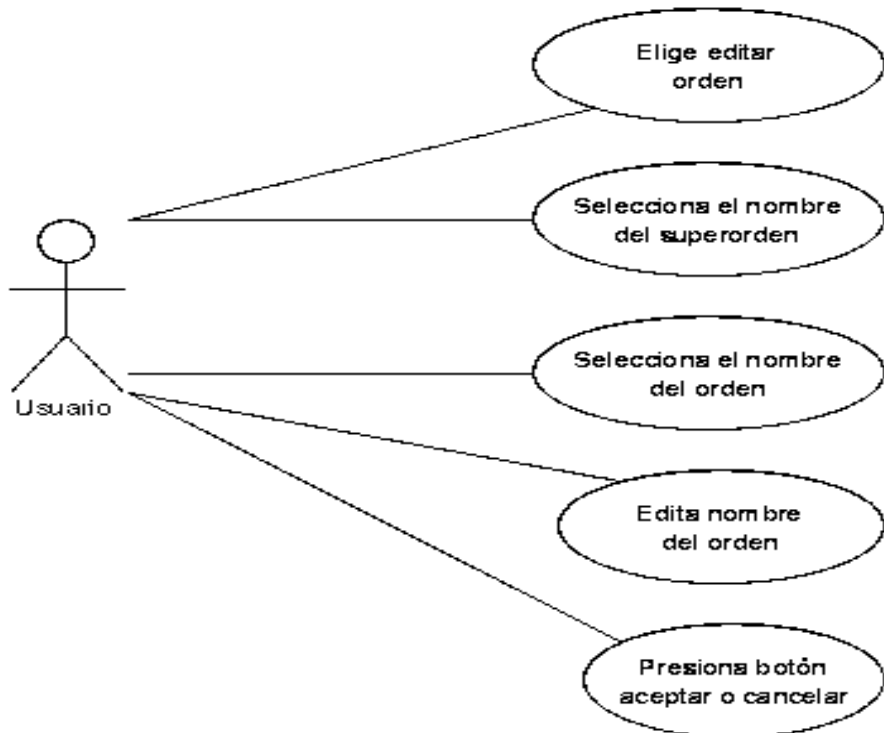 Elige editar
orden
Selecciona el nombre
del superorden
Selecciona el nombre
del orden
Usuario
Edita nombre
del orden
Presiona botón
aceptar o cancelar